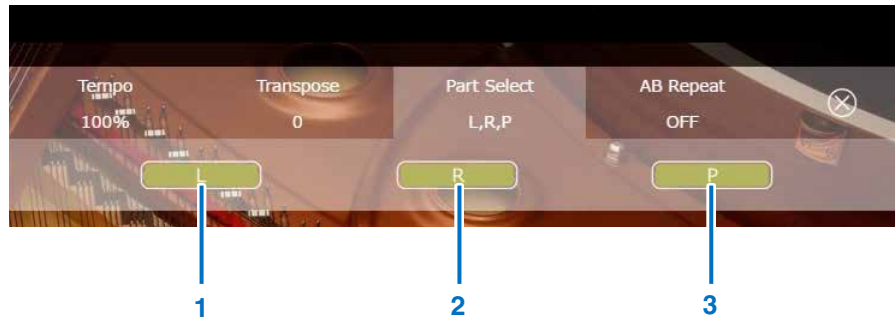 Tempo Transpose Part Select AB Repeat
100% 0 L,R,P OFF
L R P
1 2 3